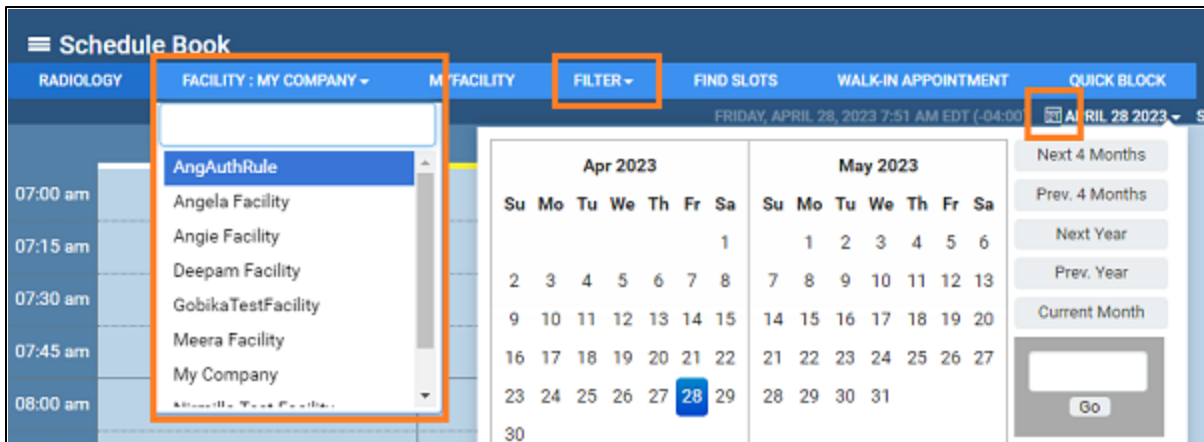 Schedule Book
RADIOLOGY FACILITY : MY COMPANY MYFACILITY FILTER FIND SLOTS WALK-IN APPOINTMENT QUICK BLOCK
FRIDAY, APRIL 28, 2023 7:51 AM EDT (-04:00) APRIL 28 2023 S
AngAuthRule
Angela Facility
Angie Facility
Deepam Facility
GobikaTestFacility
Meera Facility
My Company
07:00 am
07:15 am
07:30 am
07:45 am
08:00 am
Apr 2023
Su Mo Tu We Th Fr Sa
1
2 3 4 5 6 7 8
9 10 11 12 13 14 15
16 17 18 19 20 21 22
23 24 25 26 27 28 29
30
May 2023
Su Mo Tu We Th Fr Sa
1 2 3 4 5 6
7 8 9 10 11 12 13
14 15 16 17 18 19 20
21 22 23 24 25 26 27
28 29 30 31
Next 4 Months
Prev. 4 Months
Next Year
Prev. Year
Current Month
Go